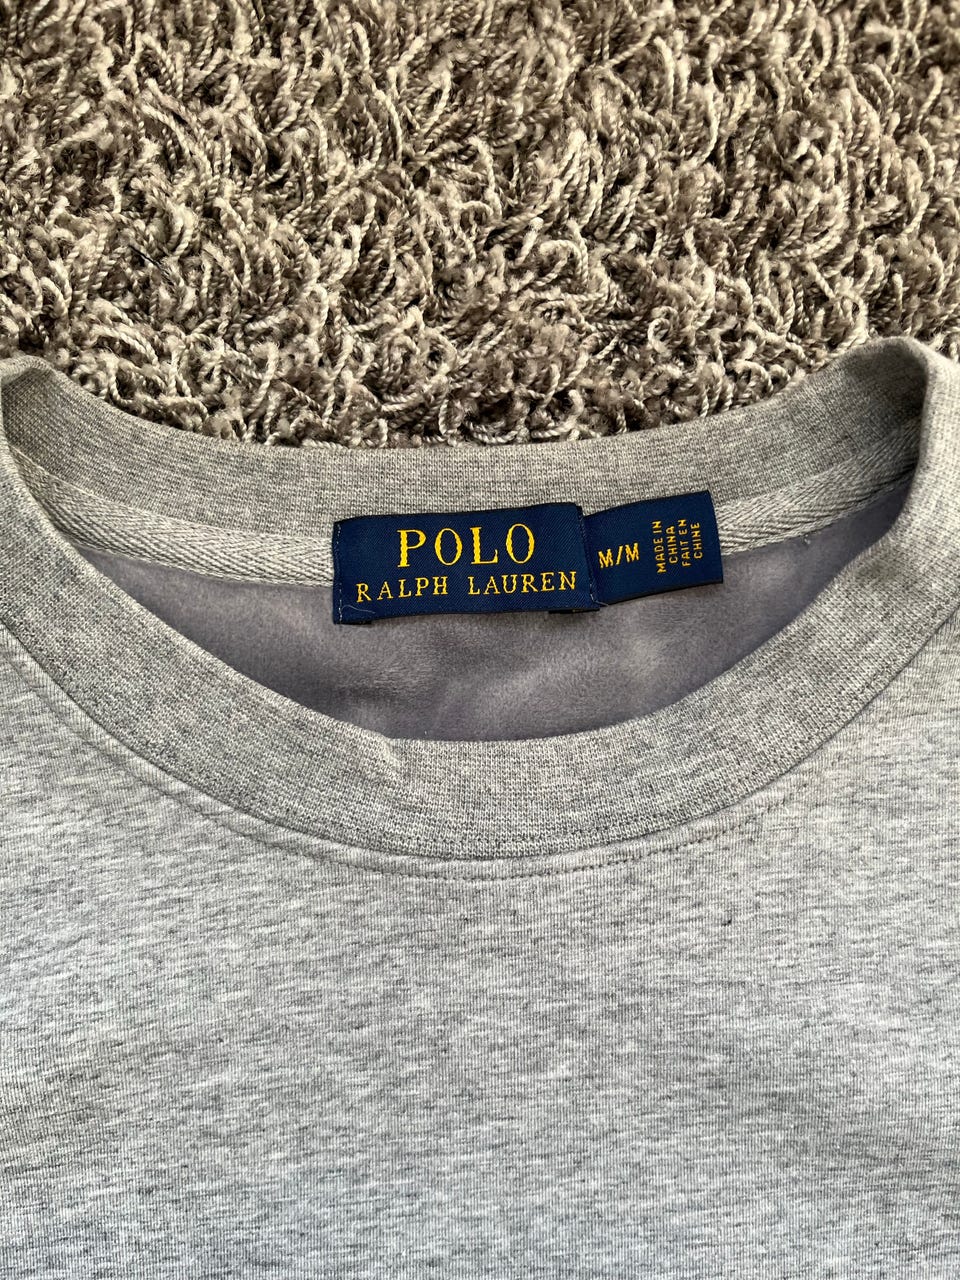 POLO
RALPH LAUREN
M/M
MADE IN
CHINA
FAIT EN
CHINE